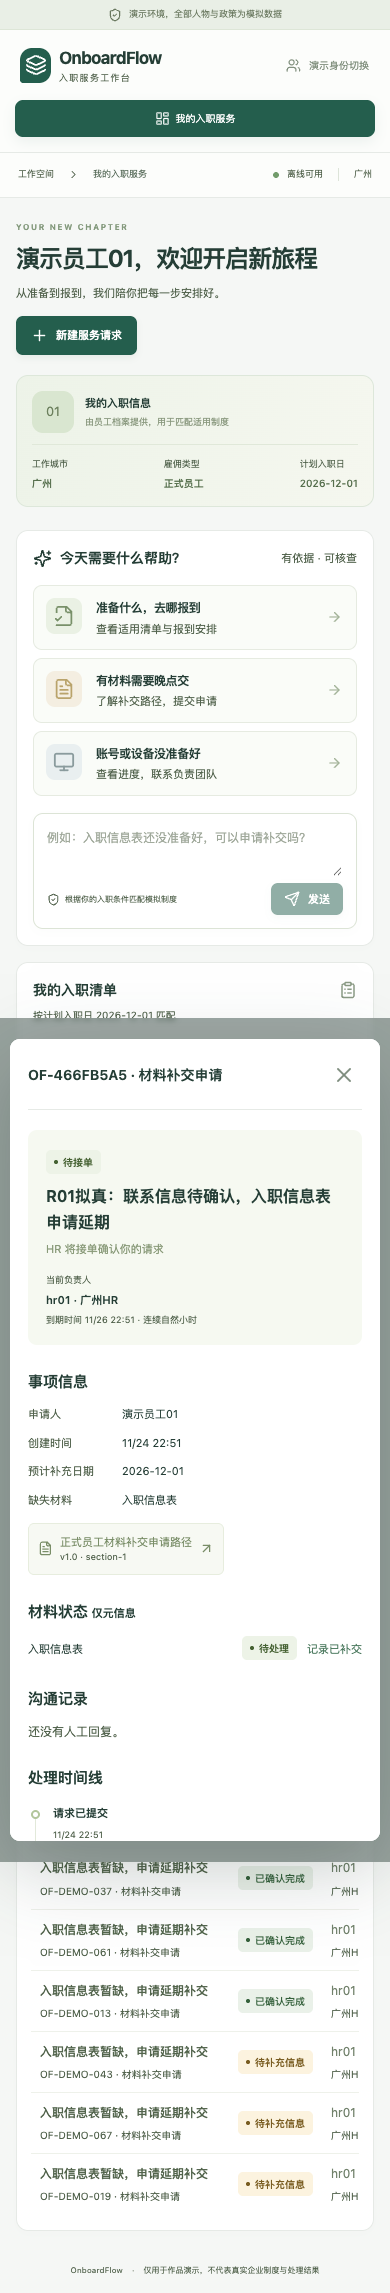 演示环境，全部人物与政策为模拟数据
OnboardFlow
入职服务工作台
演示身份切换
我的入职服务
工作空间
我的入职服务
离线可用
广州
YOUR NEW CHAPTER
演示员工01，欢迎开启新旅程
从准备到报到，我们陪你把每一步安排好。
新建服务请求
01
我的入职信息
由员工档案提供，用于匹配适用制度
工作城市
雇佣类型
计划入职日
广州
正式员工
2026-12-01
今天需要什么帮助？
有依据 · 可核查
准备什么，去哪报到
查看适用清单与报到安排
有材料需要晚点交
了解补交路径，提交申请
账号或设备没准备好
查看进度，联系负责团队
例如：入职信息表还没准备好，可以申请补交吗？
根据你的入职条件匹配模拟制度
发送
我的入职清单
按计划入职日 2026-12-01 匹配
OF-466FB5A5 · 材料补交申请
待接单
R01拟真：联系信息待确认，入职信息表
申请延期
HR 将接单确认你的请求
当前负责人
hr01 · 广州HR
到期时间 11/26 22:51 · 连续自然小时
事项信息
申请人 演示员工01
创建时间 11/24 22:51
预计补充日期 2026-12-01
缺失材料 入职信息表
正式员工材料补交申请路径
v1.0 · section-1
材料状态 仅元信息
入职信息表 待处理 记录已补交
沟通记录
还没有人工回复。
处理时间线
请求已提交
11/24 22:51
入职信息表暂缺，申请延期补交 已确认完成 hr01
OF-DEMO-037 · 材料补交申请 广州H
入职信息表暂缺，申请延期补交 已确认完成 hr01
OF-DEMO-061 · 材料补交申请 广州H
入职信息表暂缺，申请延期补交 已确认完成 hr01
OF-DEMO-013 · 材料补交申请 广州H
入职信息表暂缺，申请延期补交 待补充信息 hr01
OF-DEMO-043 · 材料补交申请 广州H
入职信息表暂缺，申请延期补交 待补充信息 hr01
OF-DEMO-067 · 材料补交申请 广州H
入职信息表暂缺，申请延期补交 待补充信息 hr01
OF-DEMO-019 · 材料补交申请 广州H
OnboardFlow · 仅用于作品演示，不代表真实企业制度与处理结果